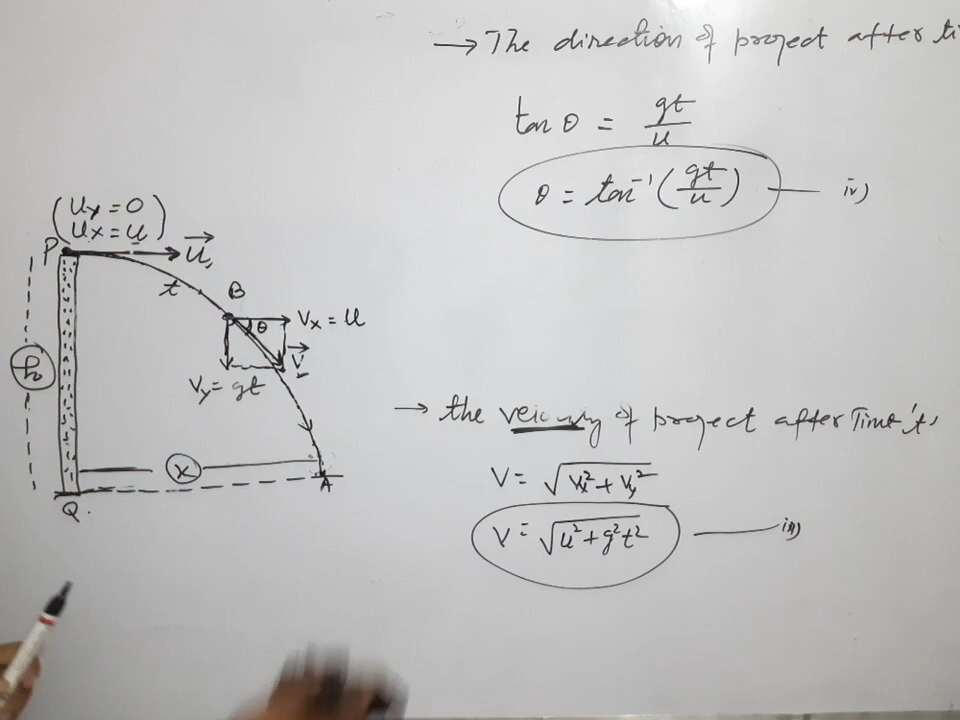 → The direction of project after ti
tan θ = gt/u
θ = tan⁻¹(gt/u) — iv)
(Uy = 0
Ux = u)
P
u⃗,
t
B
θ
Vx = u
V⃗
Vy = gt
h
x
A
Q.
→ the velocity of project after Time 't'
V = √Vx² + Vy²
V = √u² + g²t² — iii)